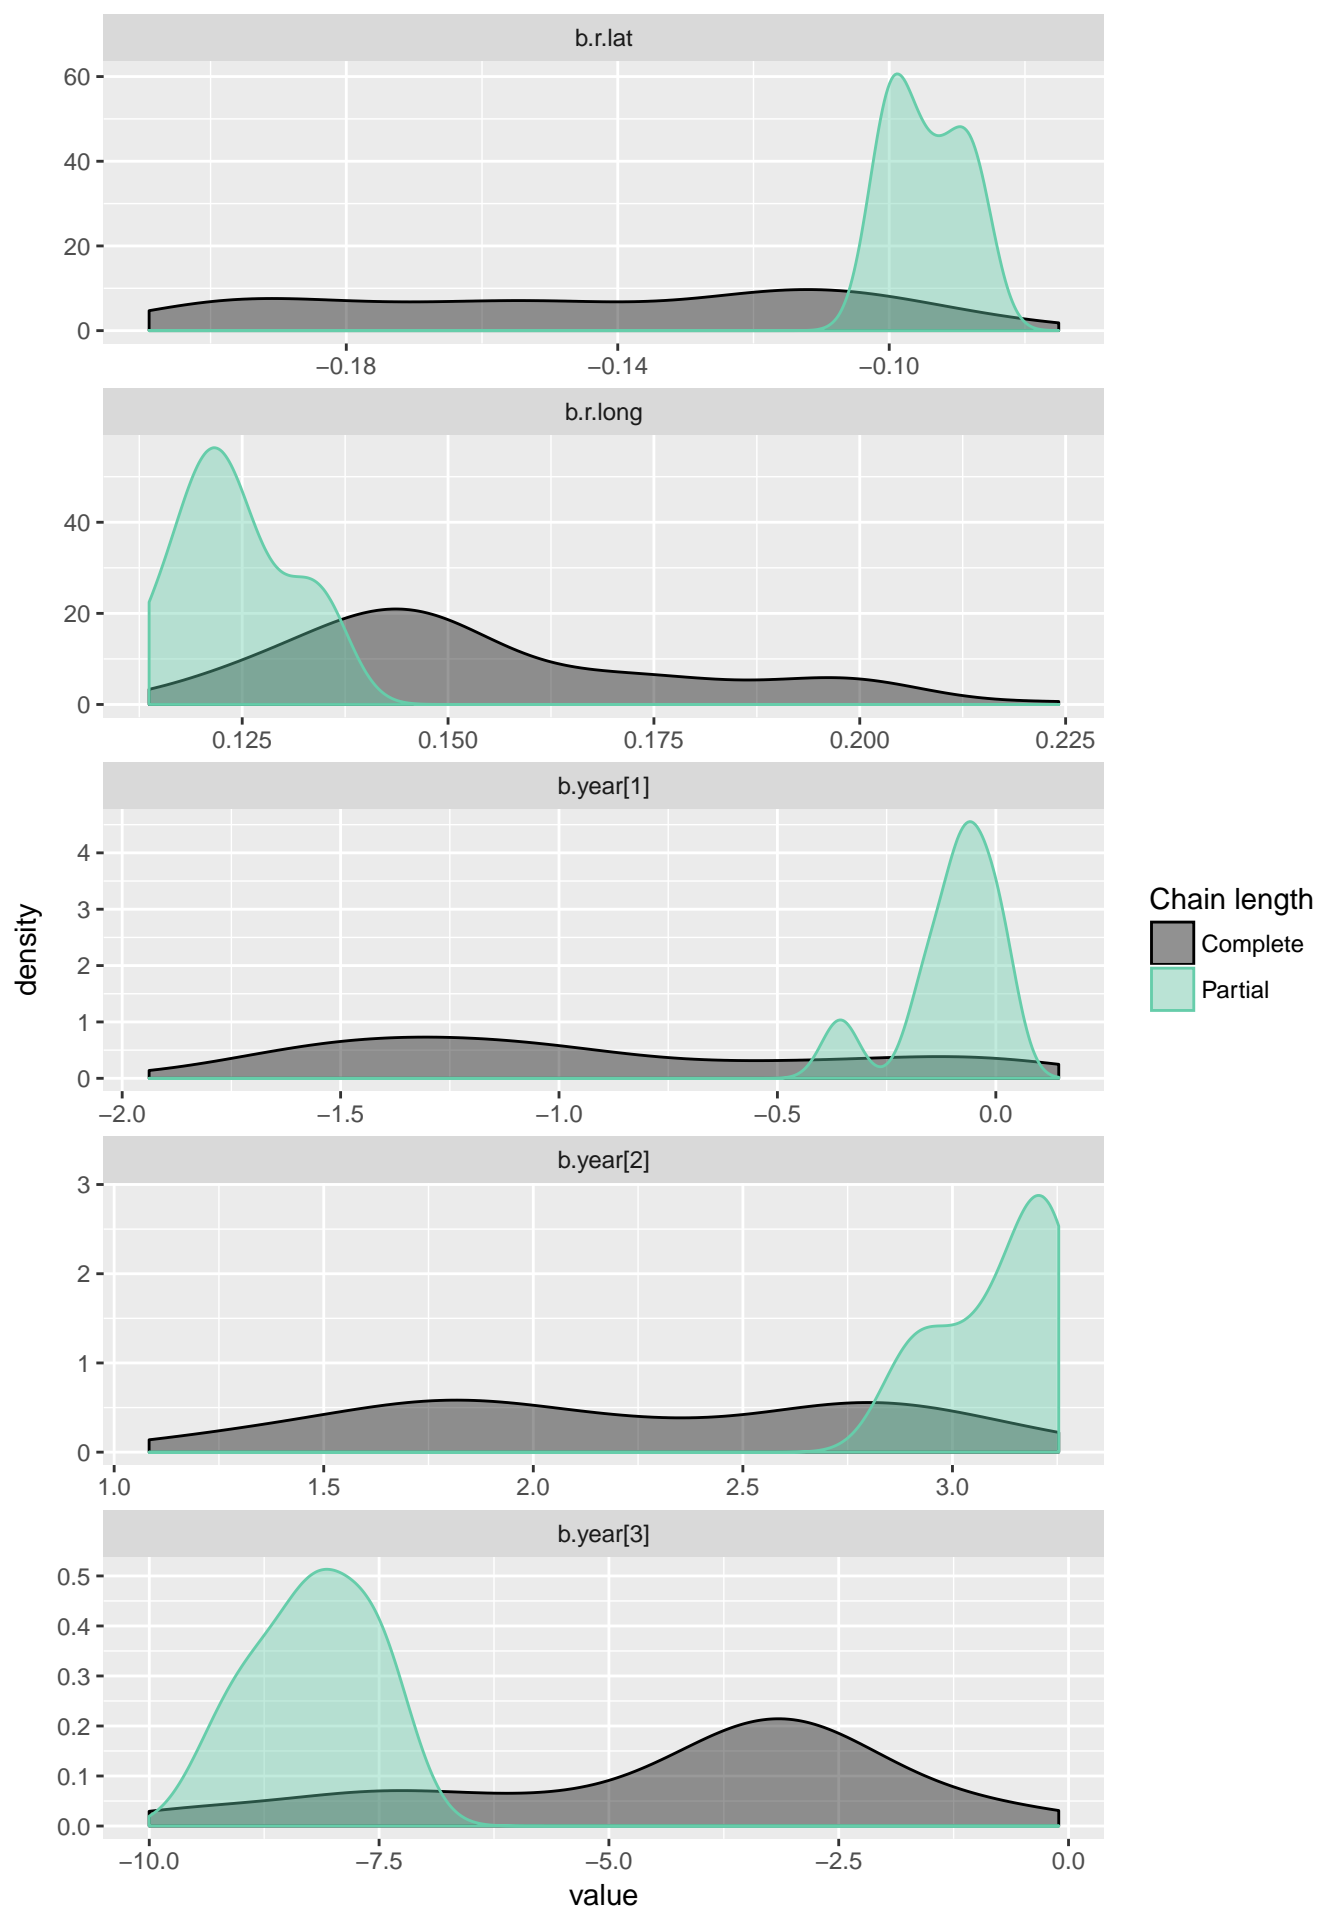 b.r.lat
60
40
20
0
−0.18 −0.14 −0.10
b.r.long
40
20
0
0.125 0.150 0.175 0.200 0.225
b.year[1]
4
3
2
1
0
−2.0 −1.5 −1.0 −0.5 0.0
b.year[2]
3
2
1
0
1.0 1.5 2.0 2.5 3.0
b.year[3]
0.5
0.4
0.3
0.2
0.1
0.0
−10.0 −7.5 −5.0 −2.5 0.0
value
density
Chain length
Complete
Partial